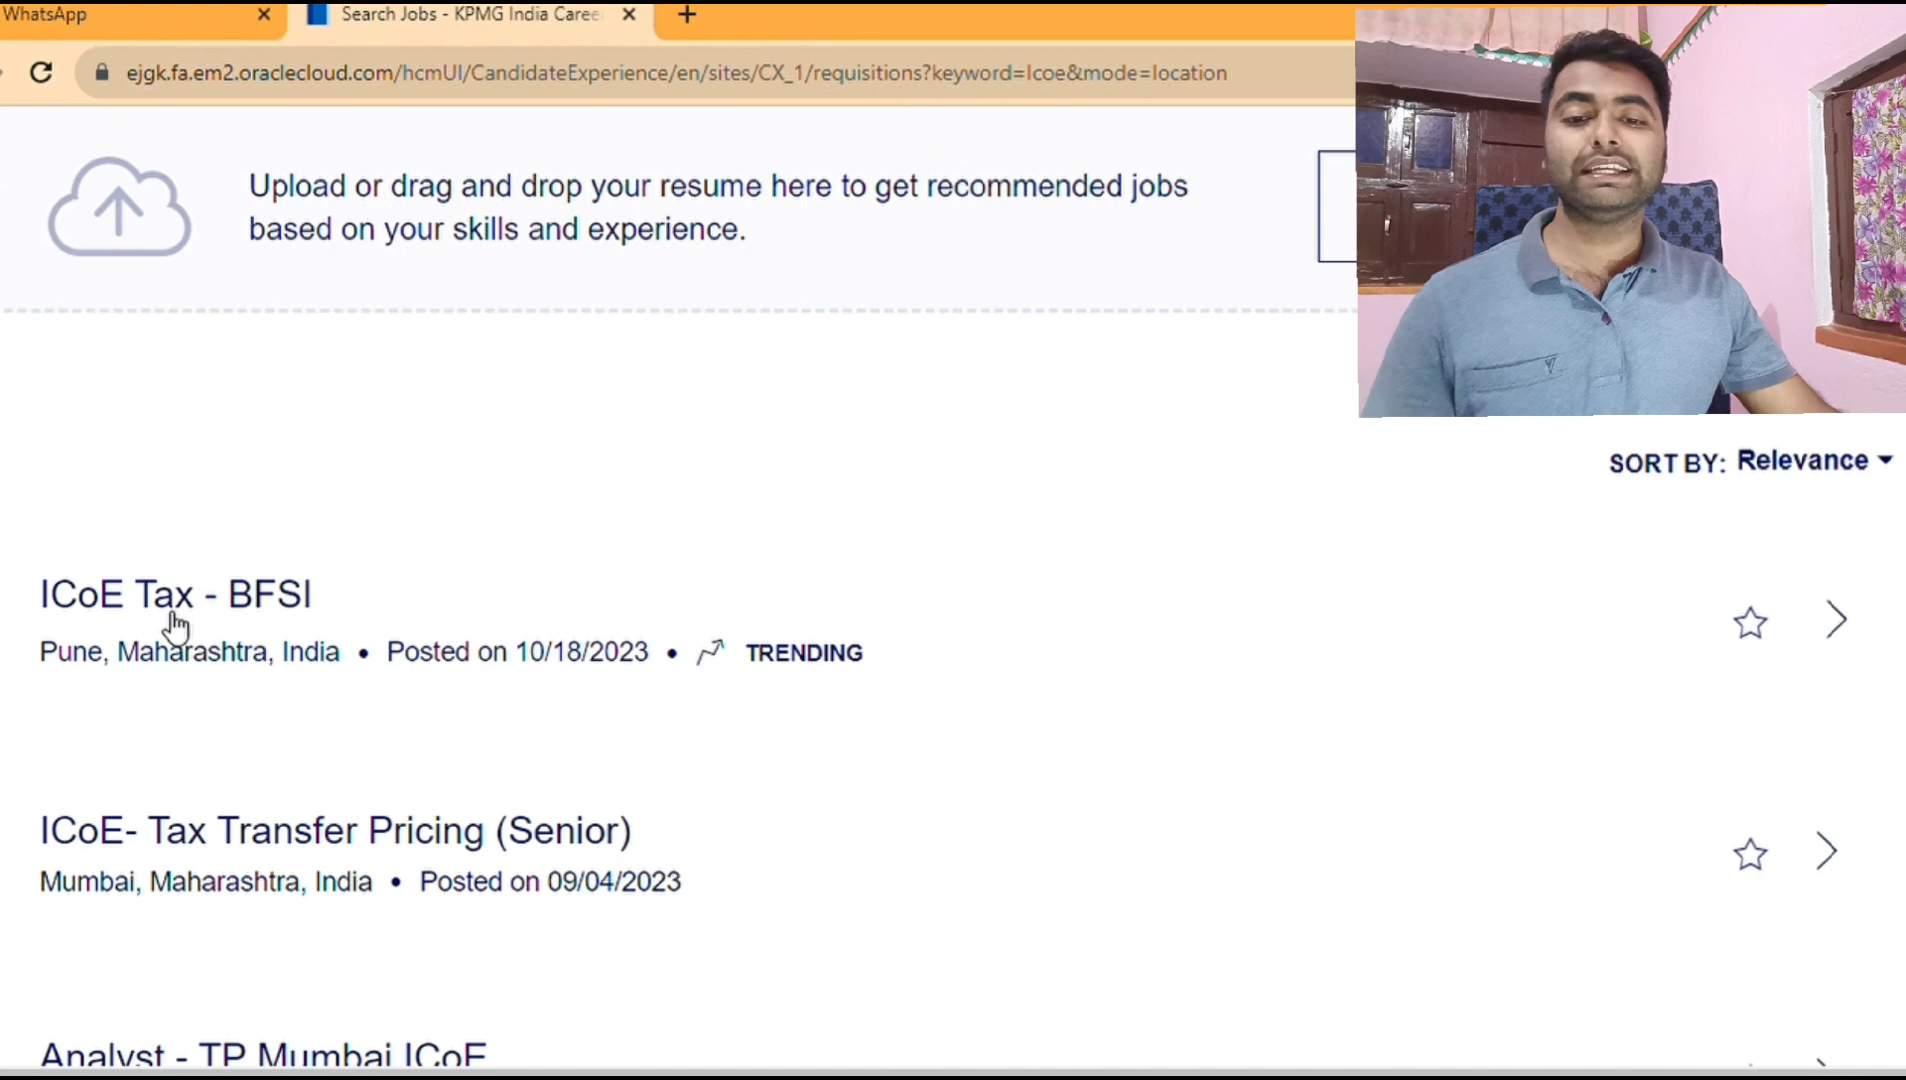 WhatsApp
Search Jobs - KPMG India Caree
ejgk.fa.em2.oraclecloud.com/hcmUI/CandidateExperience/en/sites/CX_1/requisitions?keyword=Icoe&mode=location
Upload or drag and drop your resume here to get recommended jobs
based on your skills and experience.
SORT BY: Relevance
ICoE Tax - BFSI
Pune, Maharashtra, India • Posted on 10/18/2023 • TRENDING
ICoE- Tax Transfer Pricing (Senior)
Mumbai, Maharashtra, India • Posted on 09/04/2023
Analyst - TP Mumbai ICoE